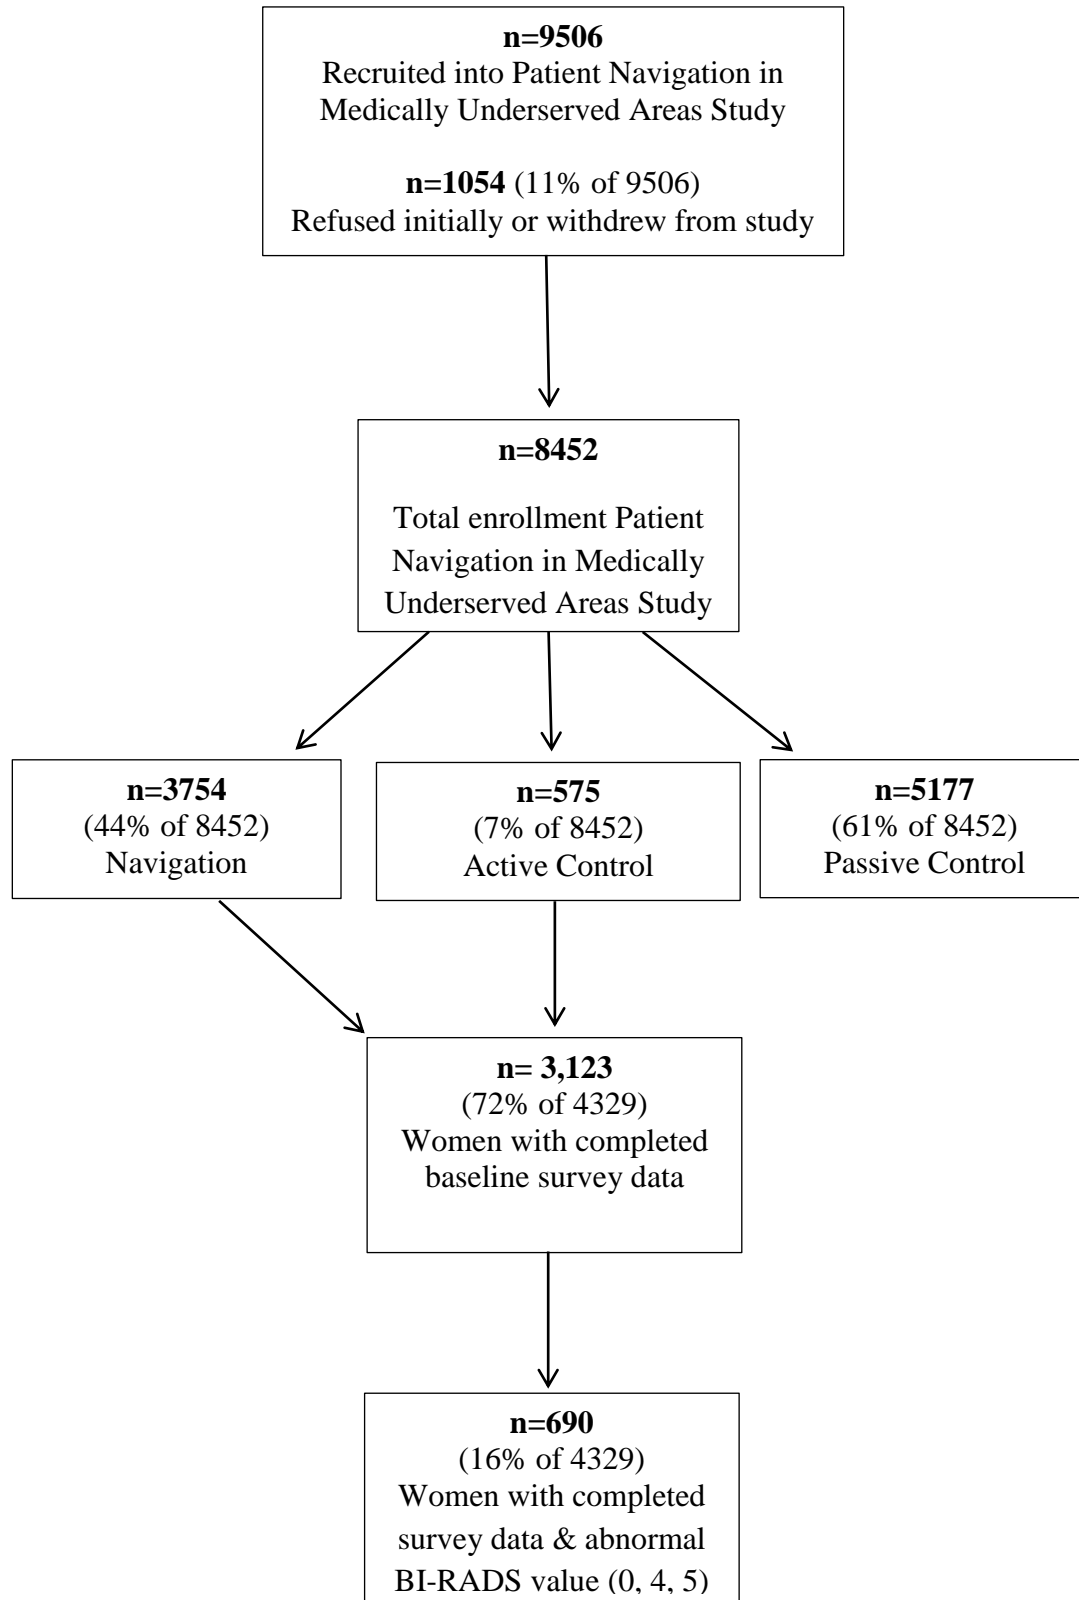 n=9506
Recruited into Patient Navigation in
Medically Underserved Areas Study
n=1054 (11% of 9506)
Refused initially or withdrew from study
n=8452
Total enrollment Patient
Navigation in Medically
Underserved Areas Study
n=3754
(44% of 8452)
Navigation
n=575
(7% of 8452)
Active Control
n=5177
(61% of 8452)
Passive Control
n= 3,123
(72% of 4329)
Women with completed
baseline survey data
n=690
(16% of 4329)
Women with completed
survey data & abnormal
BI-RADS value (0, 4, 5)